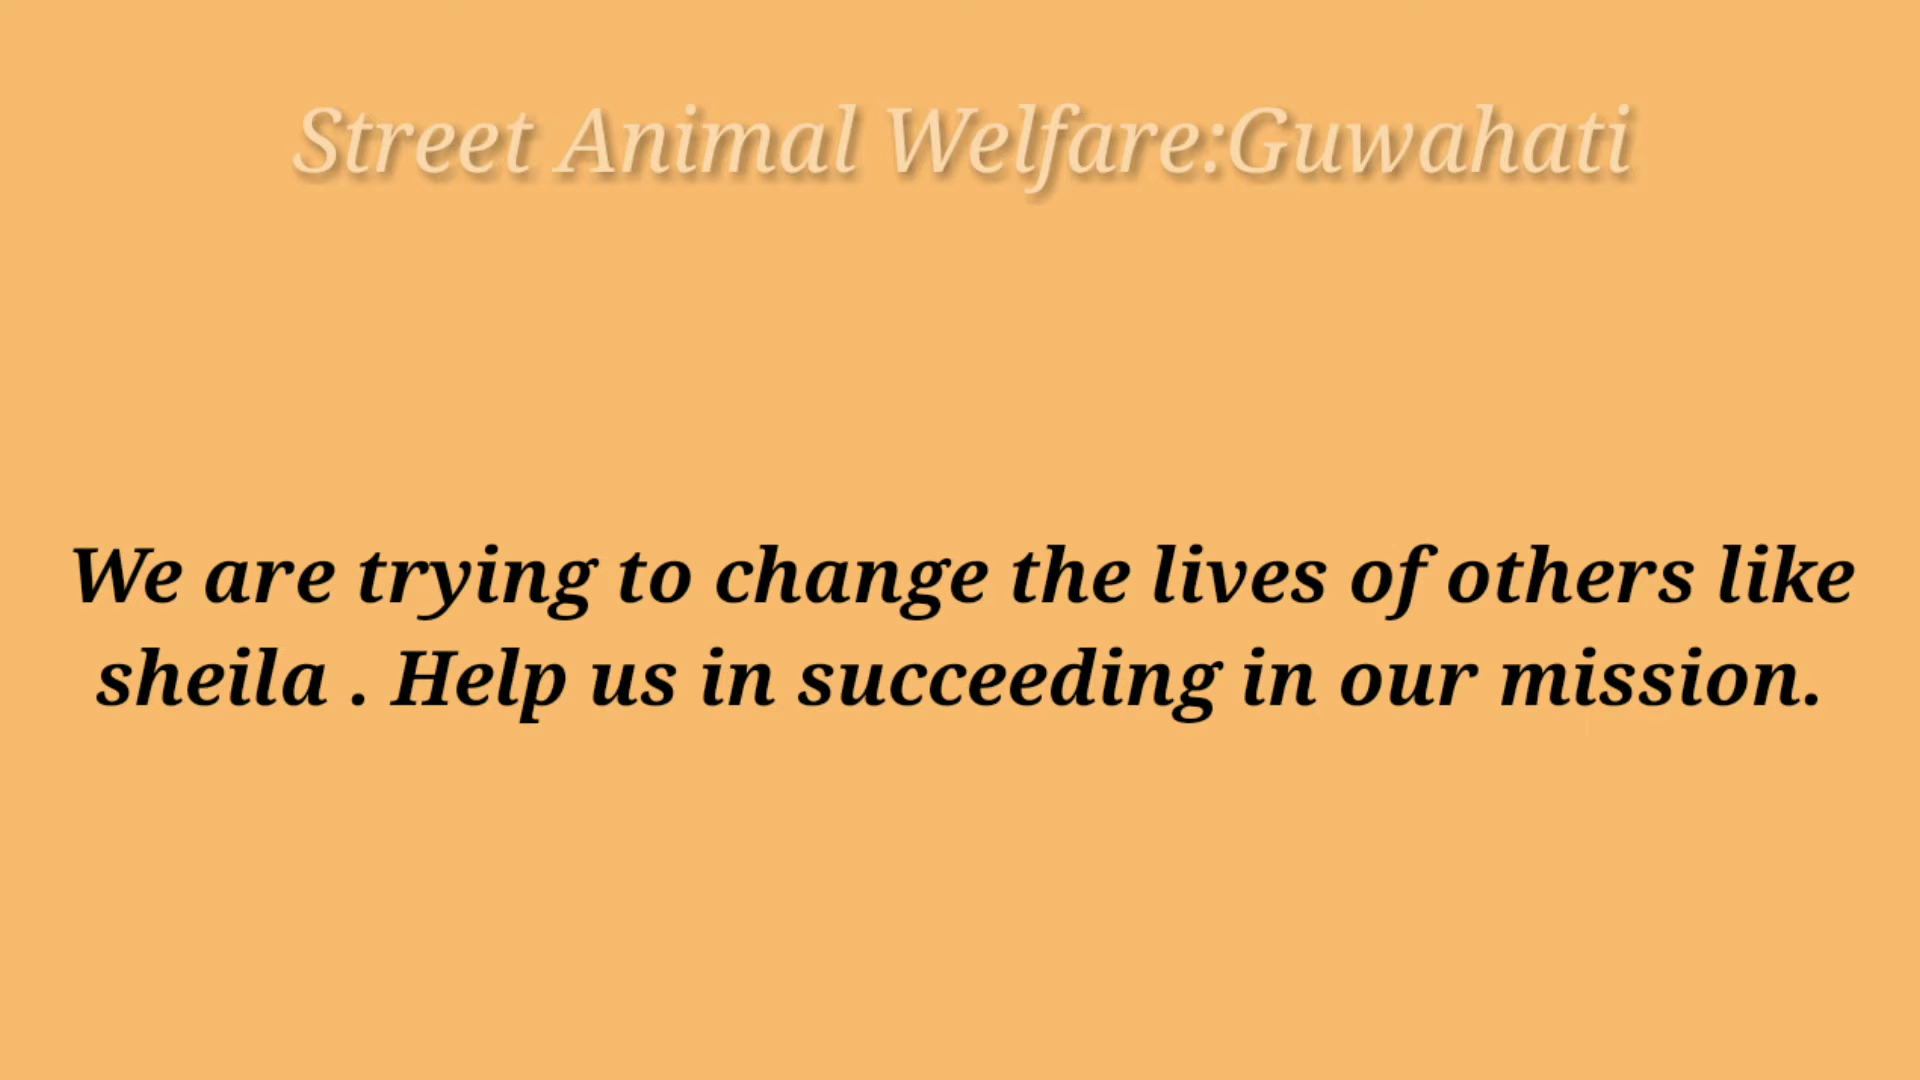 Street Animal Welfare:Guwahati
We are trying to change the lives of others like
sheila . Help us in succeeding in our mission.